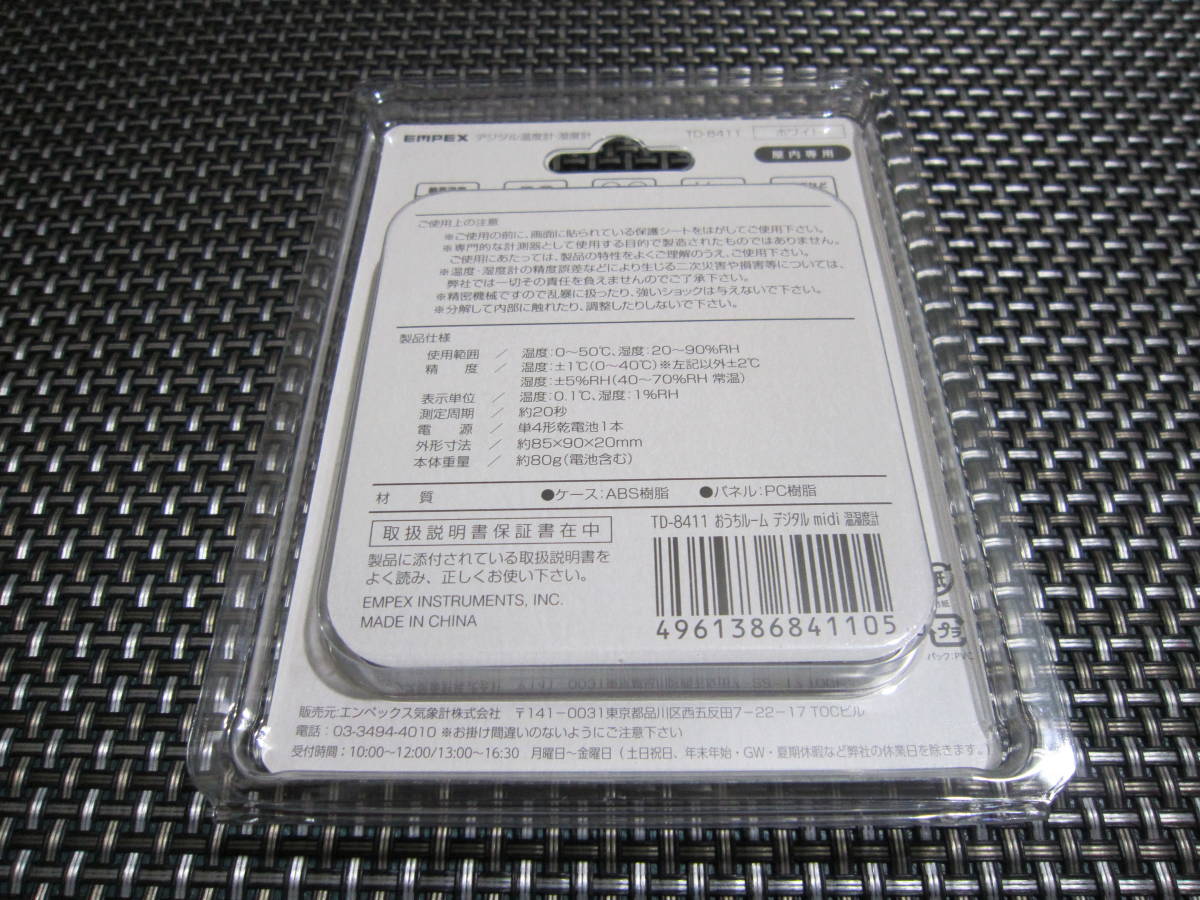 EMPEX デジタル温度計・湿度計 TD-8411 ホワイト
屋内専用
ご使用上の注意
※ご使用の前に、画面に貼られている保護シートをはがしてご使用下さい。
※専門的な計測器として使用する目的で製造されたものではありません。
ご使用にあたっては、製品の特性をよくご理解のうえ、ご使用下さい。
※温度・湿度計の精度誤差などにより生じる二次災害や損害等については、
弊社では一切その責任を負えませんのでご了承下さい。
※精密機械ですので乱暴に扱ったり、強いショックは与えないで下さい。
※分解して内部に触れたり、調整したりしないで下さい。
製品仕様
使用範囲 / 温度:0～50℃、湿度:20～90%RH
精度 / 温度:±1℃(0～40℃)※左記以外±2℃
湿度:±5%RH(40～70%RH 常温)
表示単位 / 温度:0.1℃、湿度:1%RH
測定周期 / 約20秒
電源 / 単4形乾電池1本
外形寸法 / 約85×90×20mm
本体重量 / 約80g(電池含む)
材質 ●ケース:ABS樹脂 ●パネル:PC樹脂
取扱説明書保証書在中
製品に添付されている取扱説明書を
よく読み、正しくお使い下さい。
EMPEX INSTRUMENTS, INC.
MADE IN CHINA
TD-8411 おうちルーム デジタル midi 温湿度計
4961386841105
紙
プラ
パック:PVC
販売元:エンペックス気象計株式会社 〒141-0031東京都品川区西五反田7-22-17 TOCビル
電話:03-3494-4010 ※お掛け間違いのないようにご注意下さい
受付時間:10:00～12:00/13:00～16:30 月曜日～金曜日(土日祝日、年末年始・GW・夏期休暇など弊社の休業日を除きます。)